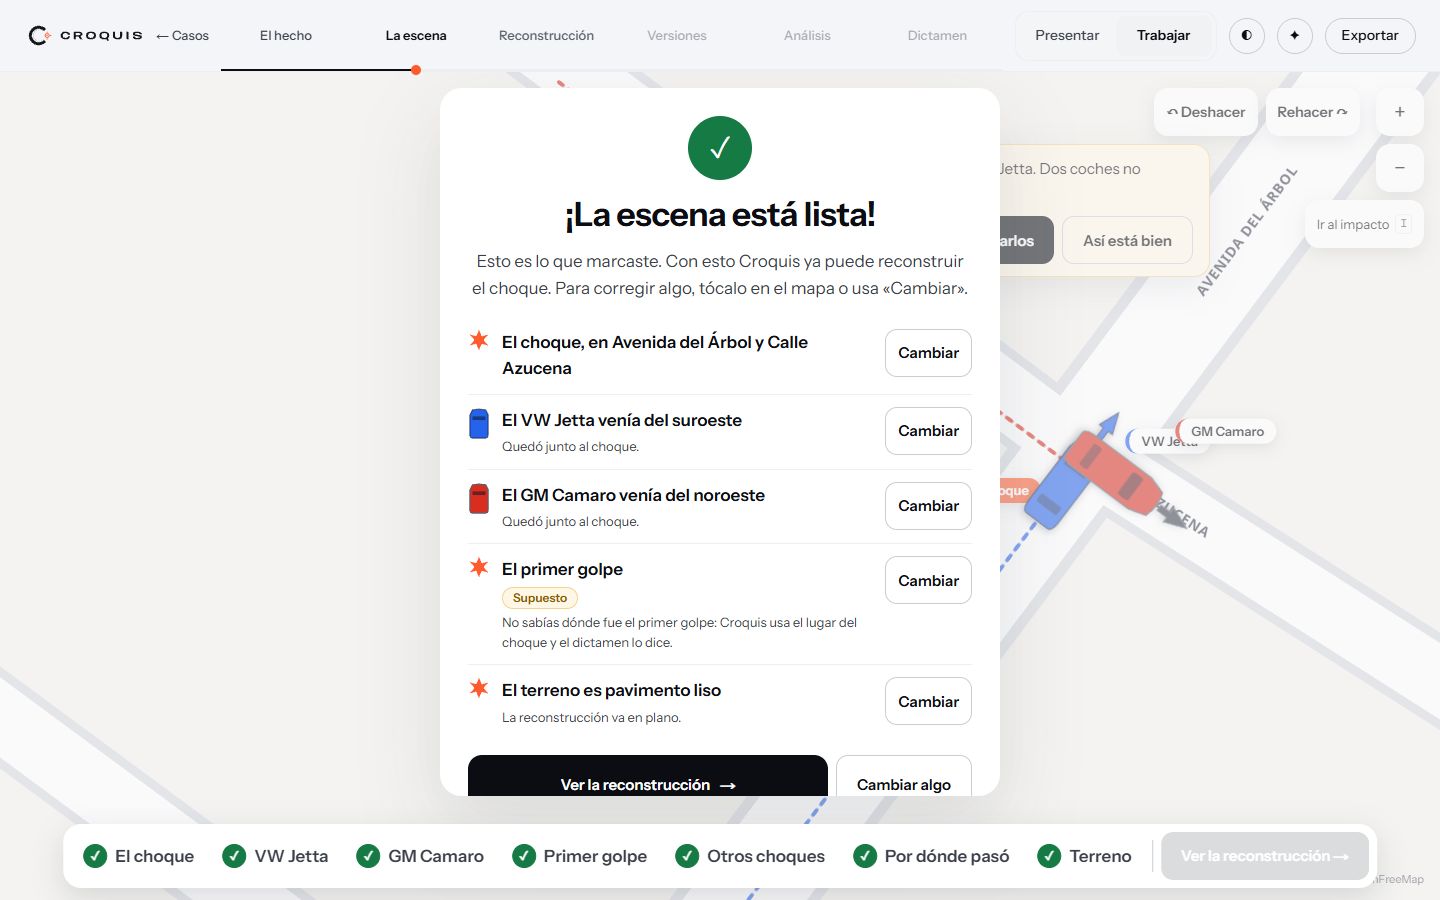 CROQUIS
← Casos
El hecho
La escena
Reconstrucción
Versiones
Análisis
Dictamen
Presentar
Trabajar
Exportar
Deshacer
Rehacer
+
−
Ir al impacto I
Jetta. Dos coches no
Así está bien
AVENIDA DEL ÁRBOL
¡La escena está lista!
Esto es lo que marcaste. Con esto Croquis ya puede reconstruir
el choque. Para corregir algo, tócalo en el mapa o usa «Cambiar».
El choque, en Avenida del Árbol y Calle
Azucena
Cambiar
El VW Jetta venía del suroeste
Quedó junto al choque.
Cambiar
El GM Camaro venía del noroeste
Quedó junto al choque.
Cambiar
El primer golpe
Supuesto
No sabías dónde fue el primer golpe: Croquis usa el lugar del
choque y el dictamen lo dice.
Cambiar
El terreno es pavimento liso
La reconstrucción va en plano.
Cambiar
Ver la reconstrucción →
Cambiar algo
VW Jetta
GM Camaro
El choque
VW Jetta
GM Camaro
Primer golpe
Otros choques
Por dónde pasó
Terreno
Ver la reconstrucción →